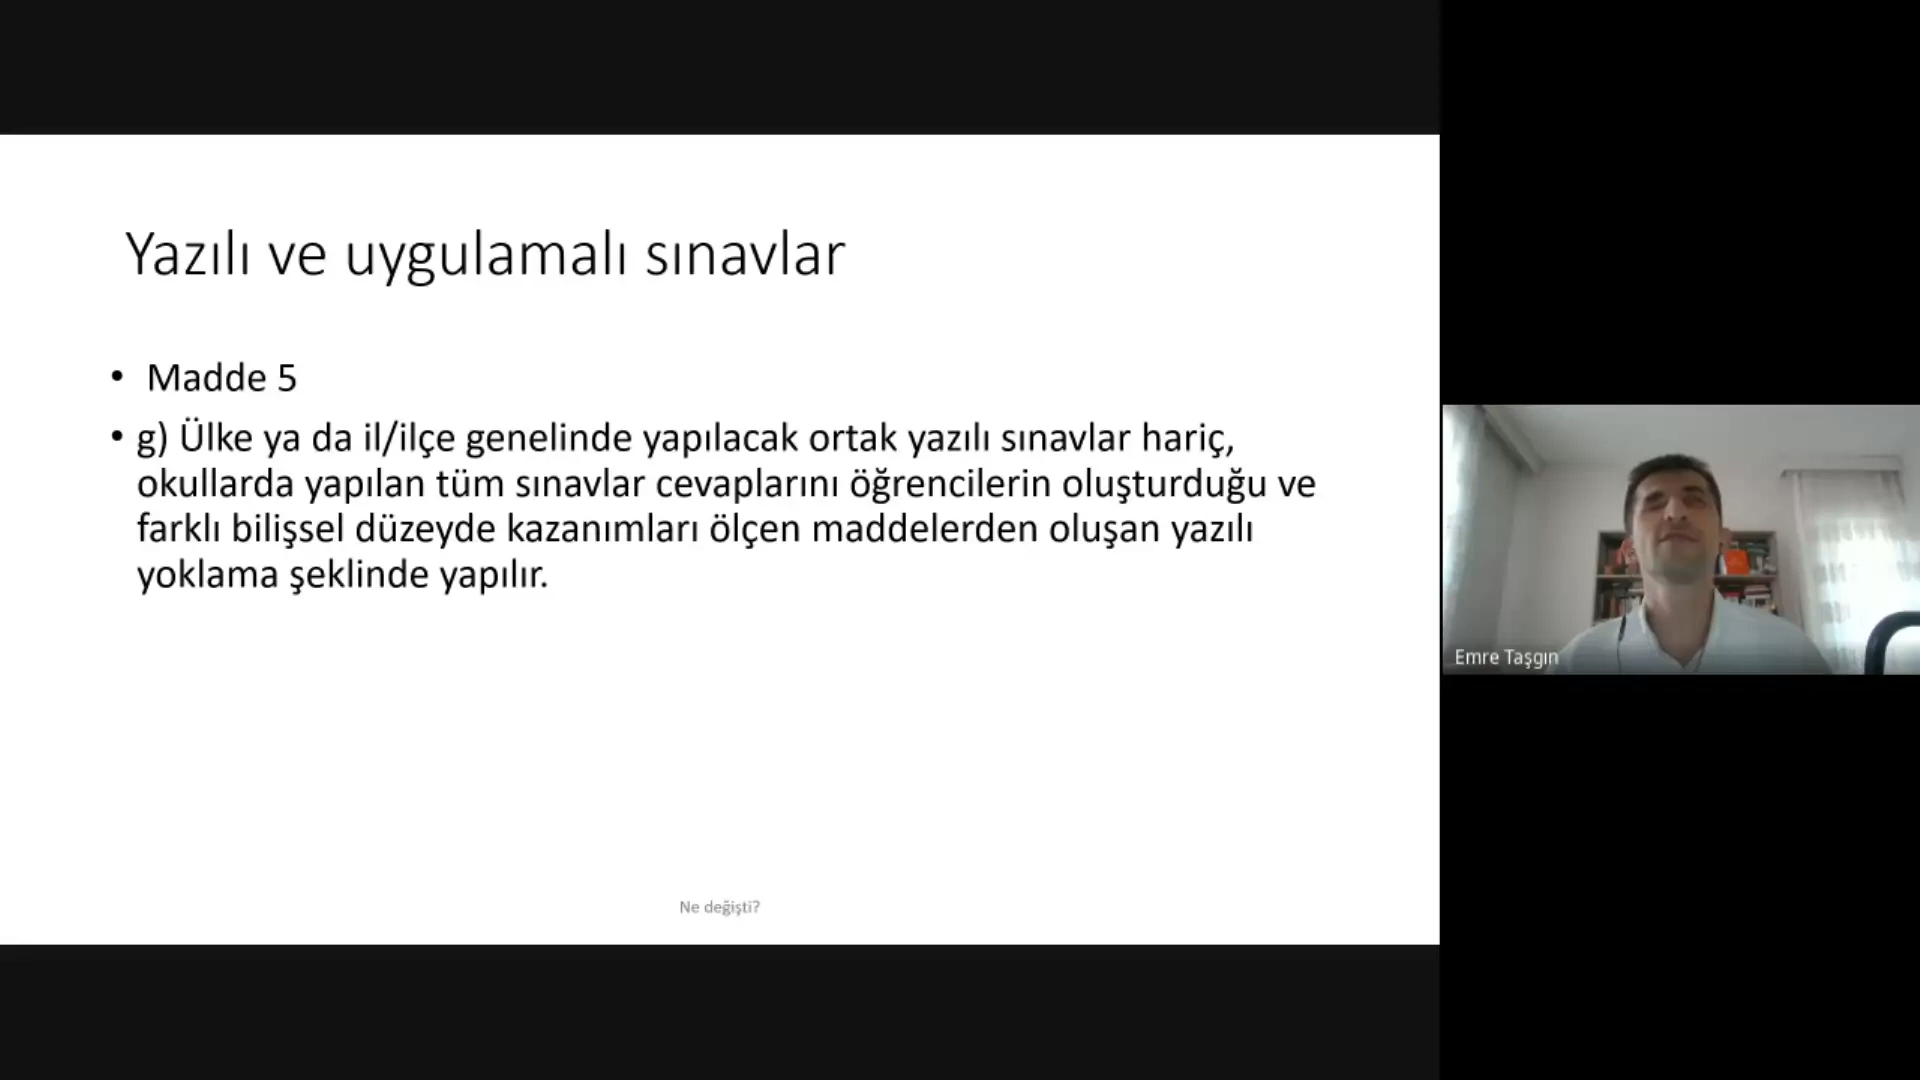 Yazılı ve uygulamalı sınavlar
• Madde 5
• g) Ülke ya da il/ilçe genelinde yapılacak ortak yazılı sınavlar hariç,
okullarda yapılan tüm sınavlar cevaplarını öğrencilerin oluşturduğu ve
farklı bilişsel düzeyde kazanımları ölçen maddelerden oluşan yazılı
yoklama şeklinde yapılır.
Emre Taşgın
Ne değişti?